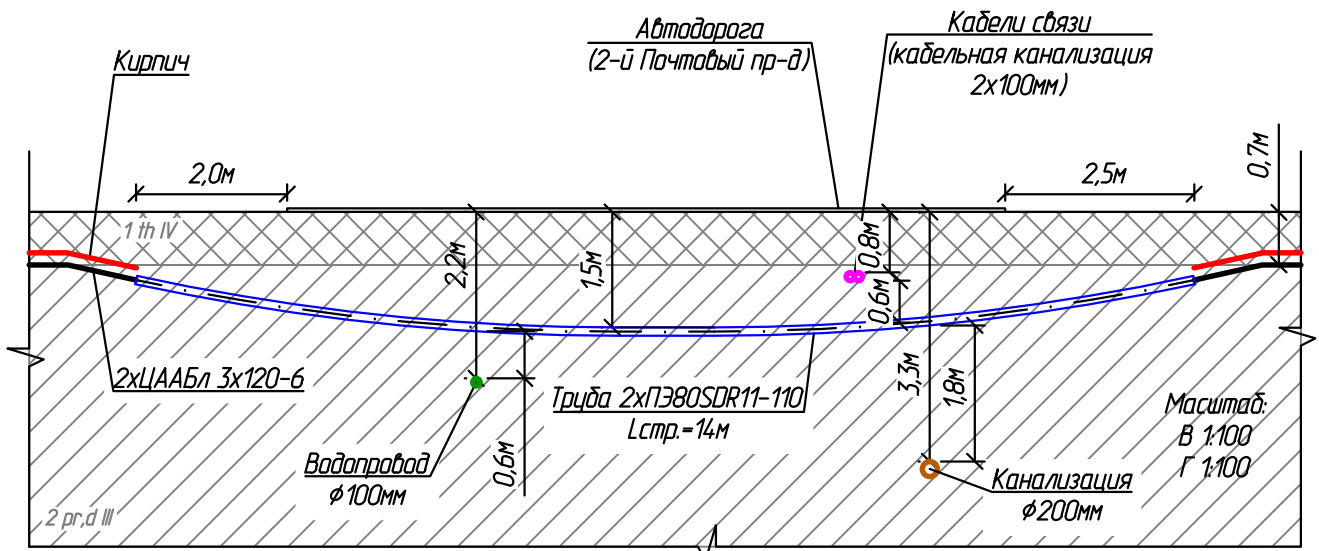 Автодорога
(2-й Почтовый пр-д)
Кабели связи
(кабельная канализация
2х100мм)
Кирпич
2,0м
2,5м
0,7м
1 th IV
2,2м
1,5м
0,8м
0,6м
3,3м
1,8м
2хЦААБл 3х120-6
Труба 2хПЭ80SDR11-110
Lстр.=14м
Масштаб:
В 1:100
Г 1:100
Водопровод
ϕ100мм
0,6м
Канализация
ϕ200мм
2 pr,d III